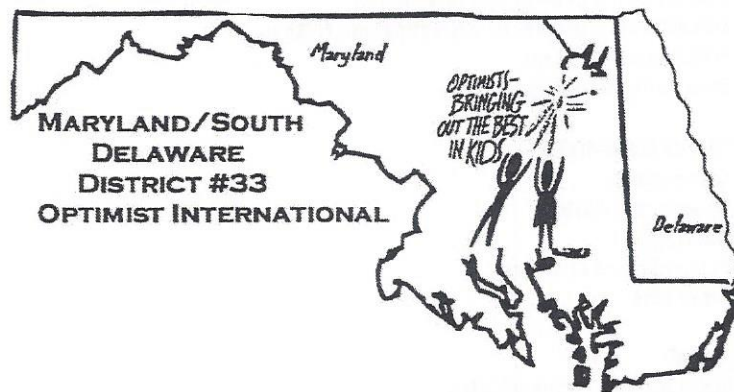 Maryland
OPTIMISTS-
BRINGING
OUT THE BEST
IN KIDS
MARYLAND/SOUTH
DELAWARE
DISTRICT #33
OPTIMIST INTERNATIONAL
Delaware